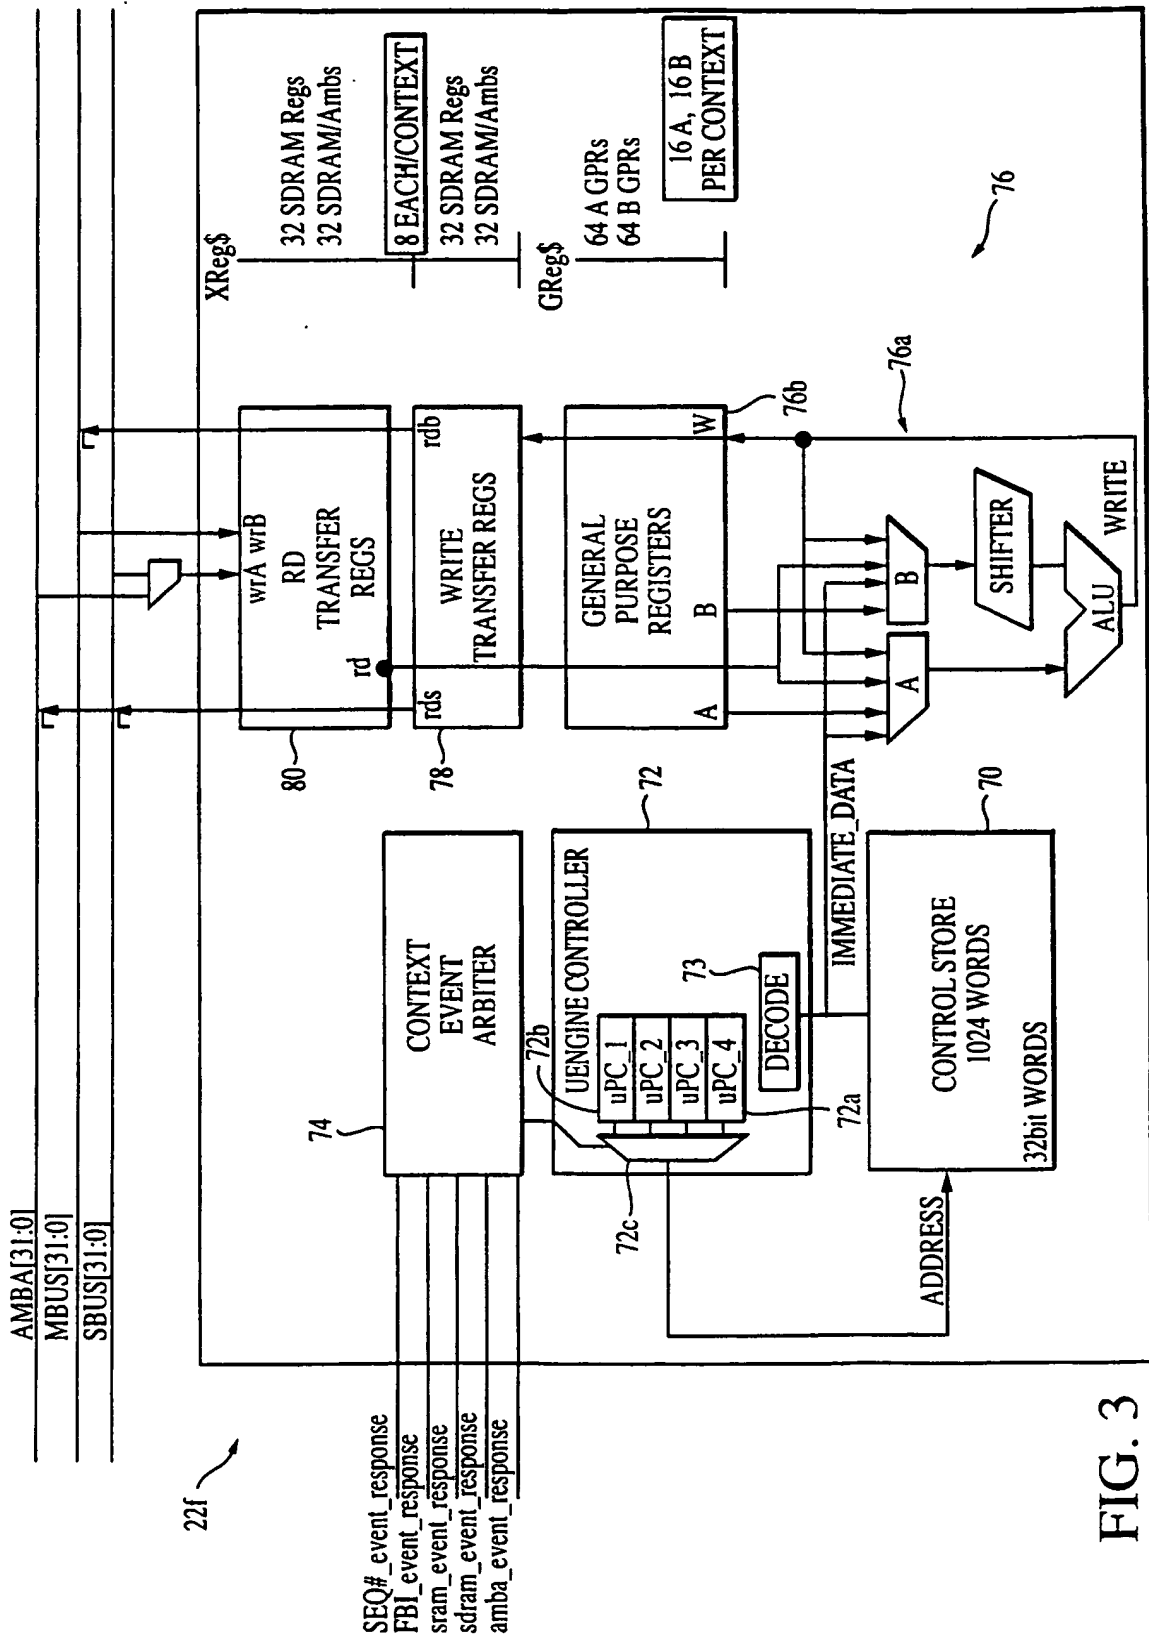 AMBA[31:0]
MBUS[31:0]
SBUS[31:0]
22f
SEQ#_event_response
FBI_event_response
sram_event_response
sdram_event_response
amba_event_response
74
CONTEXT
EVENT
ARBITER
72b
UENGINE CONTROLLER
72
uPC_1
uPC_2
uPC_3
uPC_4
72a
72c
73
DECODE
IMMEDIATE_DATA
ADDRESS
70
CONTROL STORE
1024 WORDS
32bit WORDS
80
wrA wrB
RD
TRANSFER
REGS
rd
78
rds
rdb
WRITE
TRANSFER REGS
GENERAL
PURPOSE
REGISTERS
A
B
W
76b
A
B
SHIFTER
ALU
WRITE
76a
76
XReg$
32 SDRAM Regs
32 SDRAM/Ambs
8 EACH/CONTEXT
32 SDRAM Regs
32 SDRAM/Ambs
GReg$
64 A GPRs
64 B GPRs
16 A, 16 B
PER CONTEXT
FIG. 3